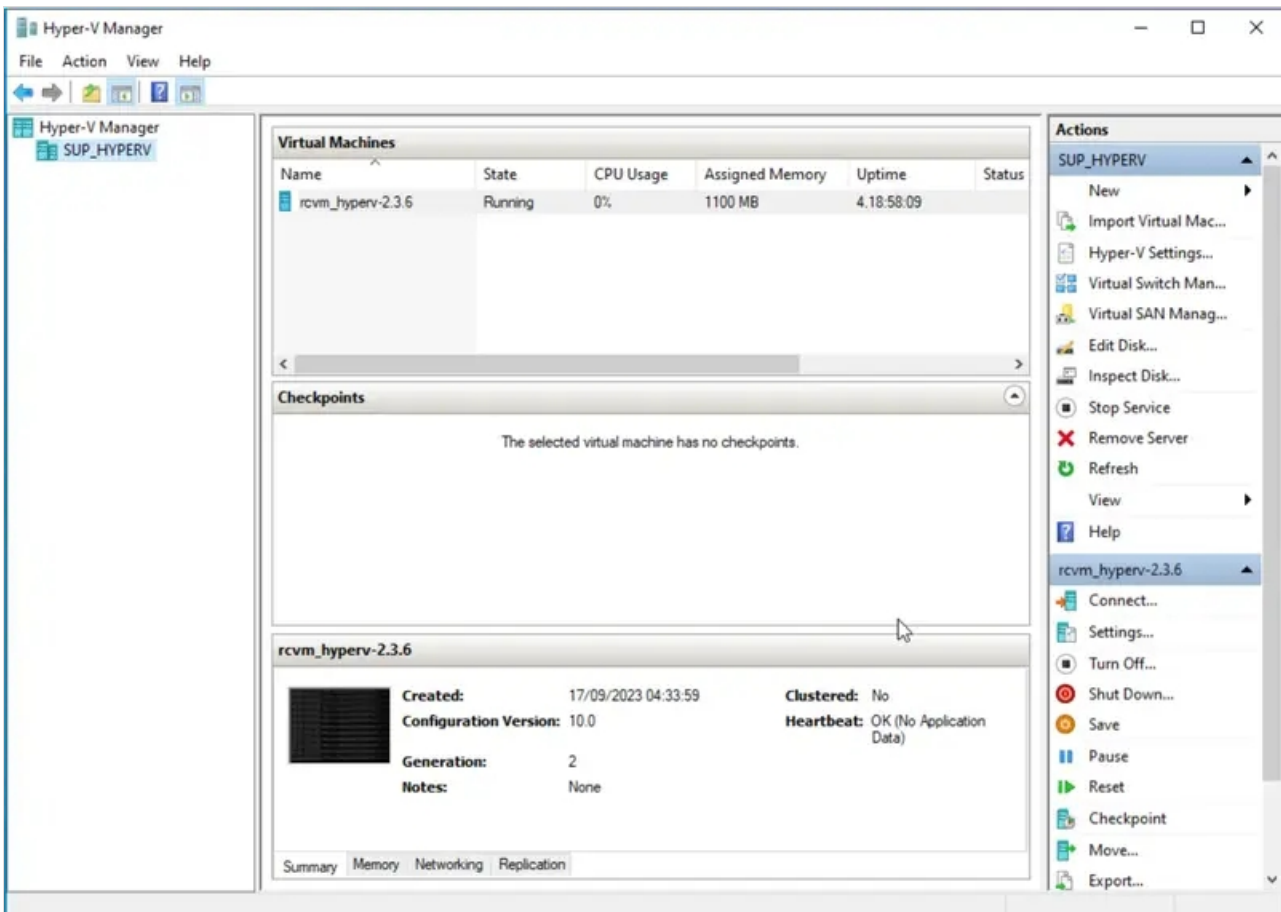 Hyper-V Manager
File Action View Help
Hyper-V Manager
SUP_HYPERV
Virtual Machines
Name State CPU Usage Assigned Memory Uptime Status
rcvm_hyperv-2.3.6 Running 0% 1100 MB 4.18:58:09
Checkpoints
The selected virtual machine has no checkpoints.
rcvm_hyperv-2.3.6
Created: 17/09/2023 04:33:59 Clustered: No
Configuration Version: 10.0 Heartbeat: OK (No Application
Data)
Generation: 2
Notes: None
Summary Memory Networking Replication
Actions
SUP_HYPERV
New
Import Virtual Mac...
Hyper-V Settings...
Virtual Switch Man...
Virtual SAN Manag...
Edit Disk...
Inspect Disk...
Stop Service
Remove Server
Refresh
View
Help
rcvm_hyperv-2.3.6
Connect...
Settings...
Turn Off...
Shut Down...
Save
Pause
Reset
Checkpoint
Move...
Export...